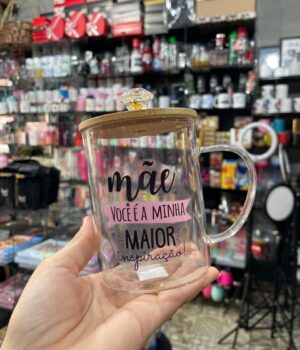 mãe
VOCÊ É A MINHA
MAIOR
inspiração!